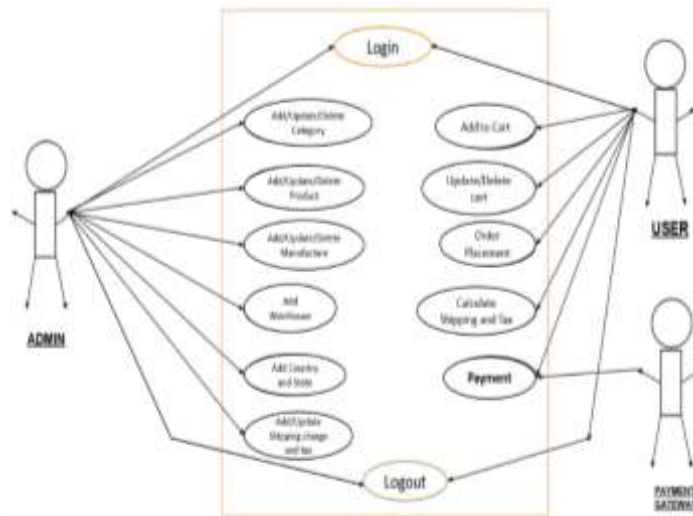 Login
Add/Update/Delete
Category
Add to Cart
Add/Update/Delete
Product
Update/Delete
cart
USER
Add/Update/Delete
Manufacture
Order
Placement
ADMIN
Add
Warehouse
Calculate
Shipping and Tax
Add Country
and State
Payment
Add/Update
Shipping charge
and tax
Logout
PAYMENT
GATEWAY